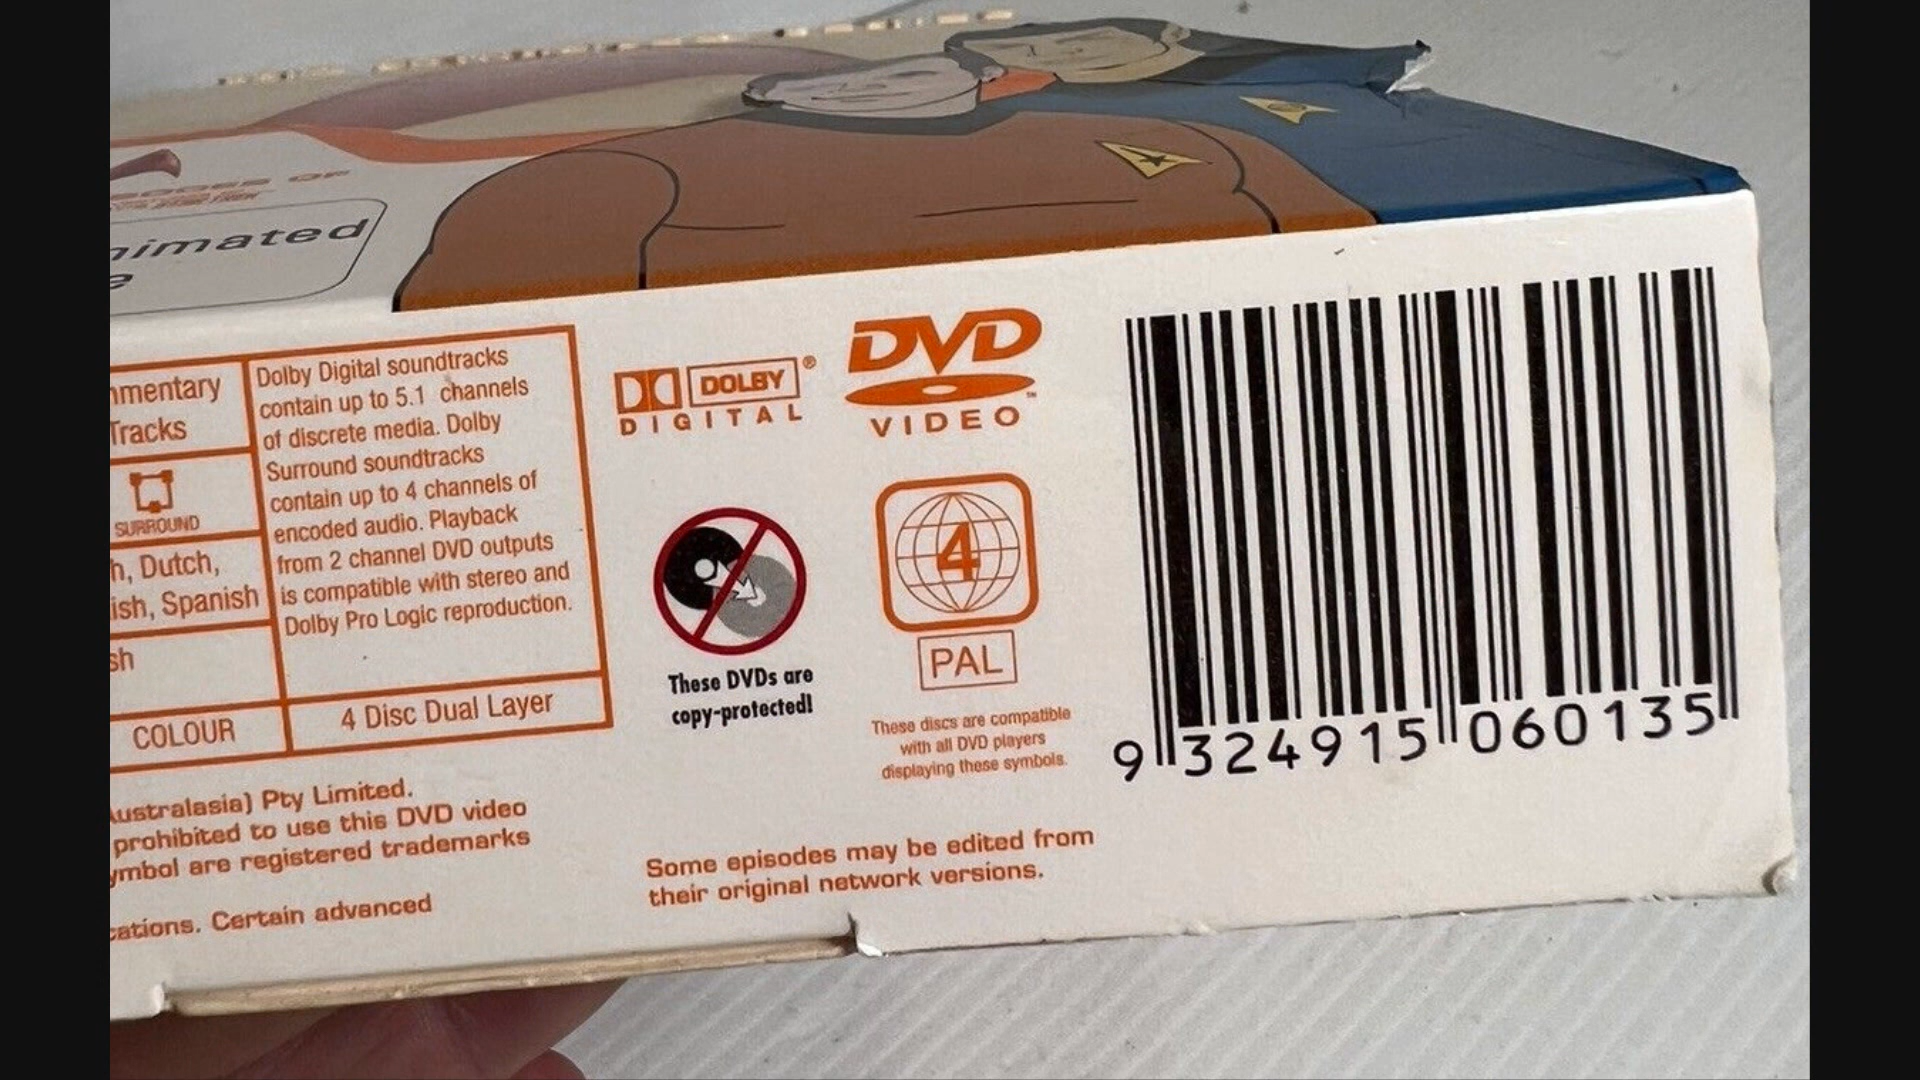 nimated
mmentary
Tracks
SURROUND
h, Dutch,
ish, Spanish
sh
COLOUR
Dolby Digital soundtracks
contain up to 5.1 channels
of discrete media. Dolby
Surround soundtracks
contain up to 4 channels of
encoded audio. Playback
from 2 channel DVD outputs
is compatible with stereo and
Dolby Pro Logic reproduction.
4 Disc Dual Layer
DOLBY®
DIGITAL
DVD
VIDEO™
These DVDs are
copy-protected!
4
PAL
These discs are compatible
with all DVD players
displaying these symbols.
9 324915 060135
ustralasia) Pty Limited.
prohibited to use this DVD video
ymbol are registered trademarks
cations. Certain advanced
Some episodes may be edited from
their original network versions.